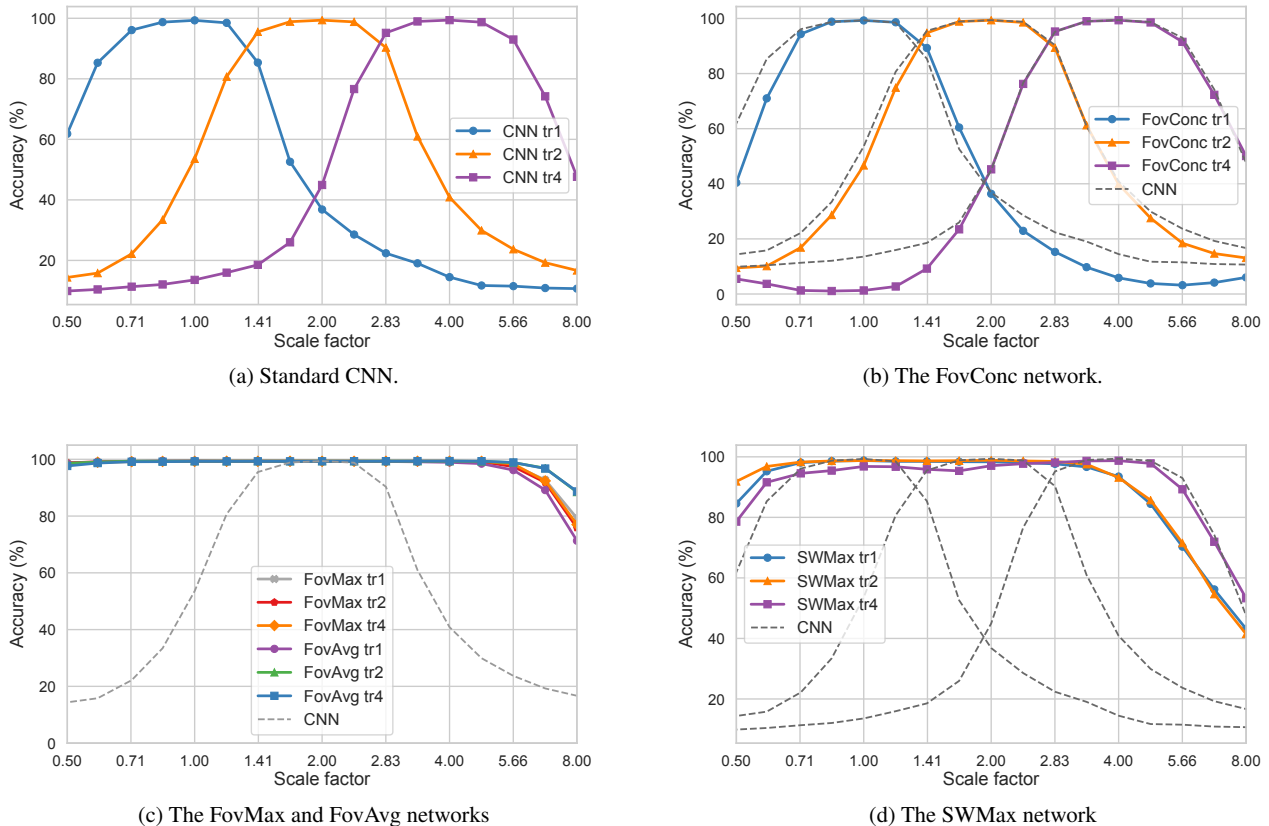 100
80
60
40
20
Accuracy (%)
CNN tr1
CNN tr2
CNN tr4
0.50 0.71 1.00 1.41 2.00 2.83 4.00 5.66 8.00
Scale factor
(a) Standard CNN.
100
80
60
40
20
0
Accuracy (%)
FovConc tr1
FovConc tr2
FovConc tr4
CNN
0.50 0.71 1.00 1.41 2.00 2.83 4.00 5.66 8.00
Scale factor
(b) The FovConc network.
100
80
60
40
20
0
Accuracy (%)
FovMax tr1
FovMax tr2
FovMax tr4
FovAvg tr1
FovAvg tr2
FovAvg tr4
CNN
0.50 0.71 1.00 1.41 2.00 2.83 4.00 5.66 8.00
Scale factor
(c) The FovMax and FovAvg networks
100
80
60
40
20
Accuracy (%)
SWMax tr1
SWMax tr2
SWMax tr4
CNN
0.50 0.71 1.00 1.41 2.00 2.83 4.00 5.66 8.00
Scale factor
(d) The SWMax network